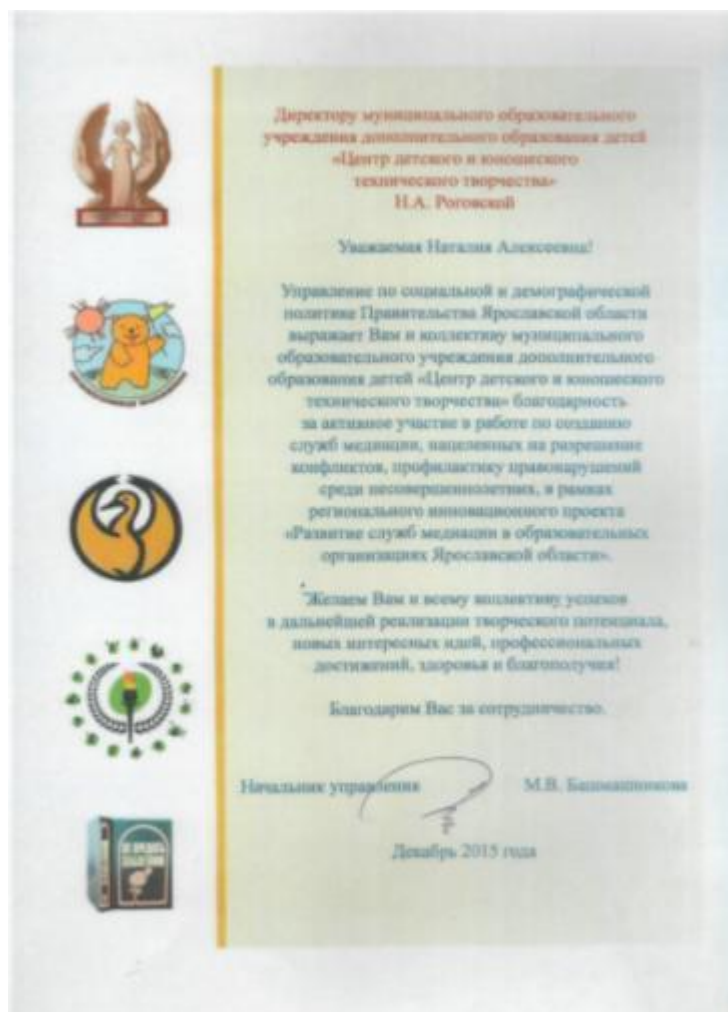 Директору муниципального образовательного
учреждения дополнительного образования детей
«Центр детского и юношеского
технического творчества»
Н.А. Роговской
Уважаемая Наталия Алексеевна!
Управление по социальной и демографической
политике Правительства Ярославской области
выражает Вам и коллективу муниципального
образовательного учреждения дополнительного
образования детей «Центр детского и юношеского
технического творчества» благодарность
за активное участие в работе по созданию
служб медиации, нацеленных на разрешение
конфликтов, профилактику правонарушений
среди несовершеннолетних, в рамках
регионального инновационного проекта
«Развитие служб медиации в образовательных
организациях Ярославской области».
Желаем Вам и всему коллективу успехов
в дальнейшей реализации творческого потенциала,
новых интересных идей, профессиональных
достижений, здоровья и благополучия!
Благодарим Вас за сотрудничество.
Начальник управления М.В. Башмашникова
Декабрь 2015 года